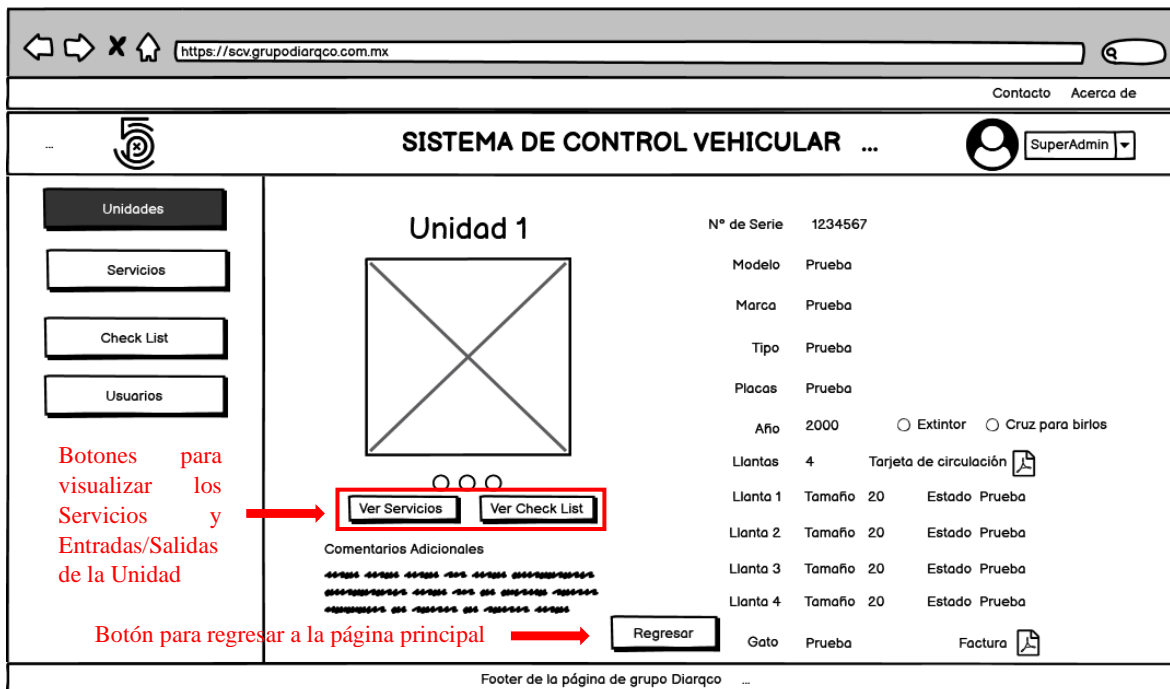 https://scv.grupodiarqco.com.mx
Contacto Acerca de
...
SISTEMA DE CONTROL VEHICULAR ...
SuperAdmin
Unidades
Servicios
Check List
Usuarios
Botones para
visualizar los
Servicios y
Entradas/Salidas
de la Unidad
Unidad 1
Ver Servicios Ver Check List
Comentarios Adicionales
Botón para regresar a la página principal
Regresar
N° de Serie 1234567
Modelo Prueba
Marca Prueba
Tipo Prueba
Placas Prueba
Año 2000 Extintor Cruz para birlos
Llantas 4 Tarjeta de circulación
Llanta 1 Tamaño 20 Estado Prueba
Llanta 2 Tamaño 20 Estado Prueba
Llanta 3 Tamaño 20 Estado Prueba
Llanta 4 Tamaño 20 Estado Prueba
Gato Prueba Factura
Footer de la página de grupo Diarqco ...